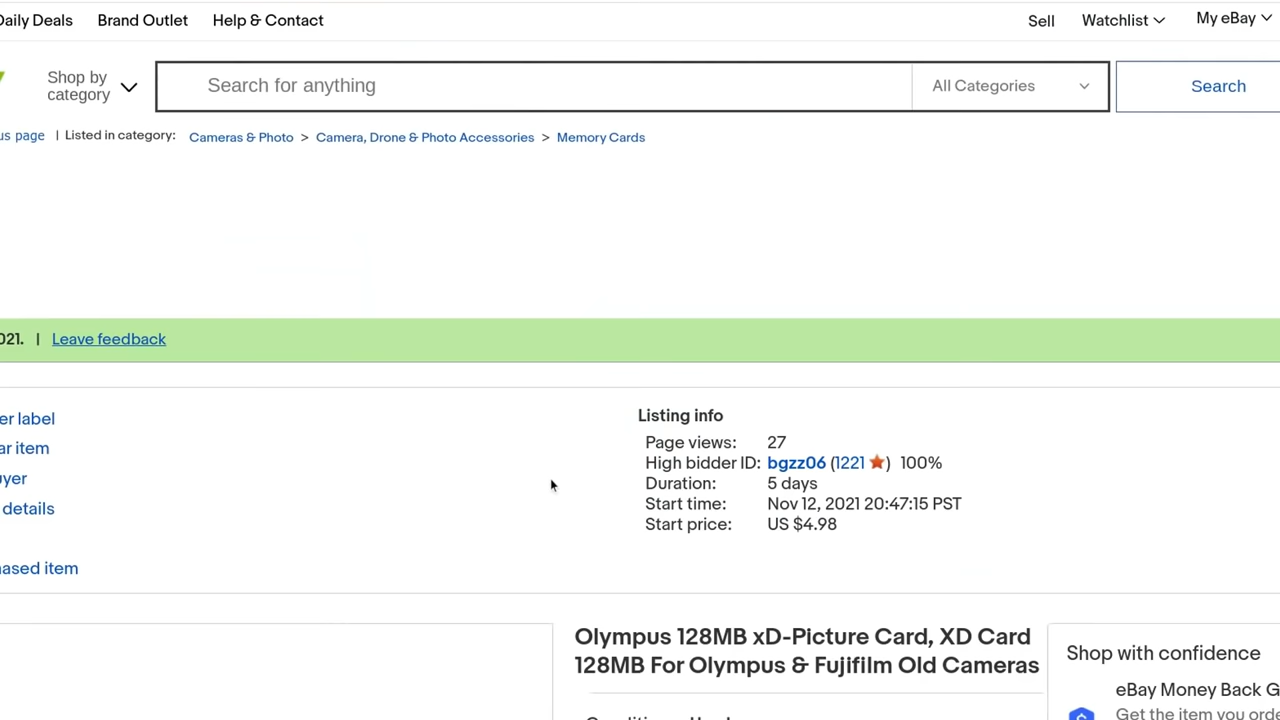 Daily Deals Brand Outlet Help & Contact Sell Watchlist My eBay
Shop by category Search for anything All Categories Search
us page | Listed in category: Cameras & Photo > Camera, Drone & Photo Accessories > Memory Cards
021. | Leave feedback
er label
ar item
uyer
details
ased item
Listing info
Page views: 27
High bidder ID: bgzz06 (1221 ) 100%
Duration: 5 days
Start time: Nov 12, 2021 20:47:15 PST
Start price: US $4.98
Olympus 128MB xD-Picture Card, XD Card
128MB For Olympus & Fujifilm Old Cameras
Shop with confidence
eBay Money Back G
Get the item you orde